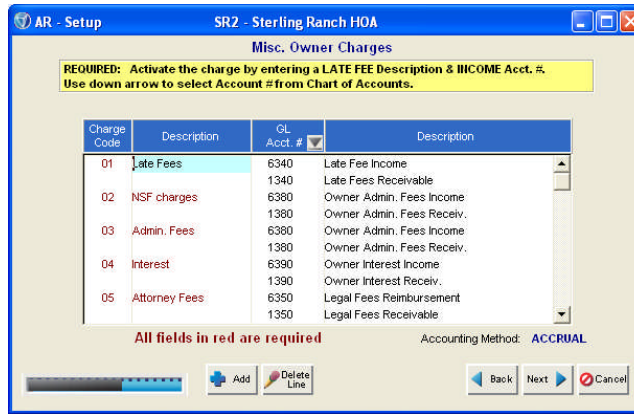 AR - Setup SR2 - Sterling Ranch HOA
Misc. Owner Charges
REQUIRED: Activate the charge by entering a LATE FEE Description & INCOME Acct. #.
Use down arrow to select Account # from Chart of Accounts.
Charge Code Description GL Acct. # Description
01 Late Fees 6340 Late Fee Income
1340 Late Fees Receivable
02 NSF charges 6380 Owner Admin. Fees Income
1380 Owner Admin. Fees Receiv.
03 Admin. Fees 6380 Owner Admin. Fees Income
1380 Owner Admin. Fees Receiv.
04 Interest 6390 Owner Interest Income
1390 Owner Interest Receiv.
05 Attorney Fees 6350 Legal Fees Reimbursement
1350 Legal Fees Receivable
All fields in red are required Accounting Method: ACCRUAL
Add Delete Line Back Next Cancel